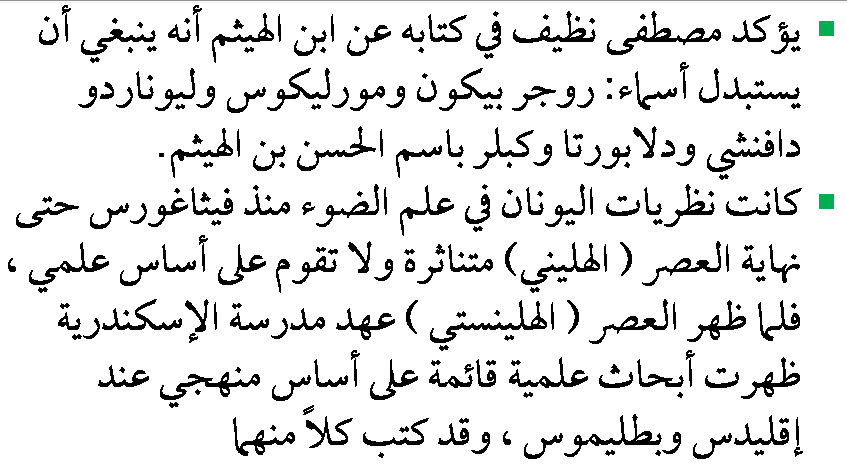 ▪ يؤكد مصطفى نظيف في كتابه عن ابن الهيثم أنه ينبغي أن
يستبدل أسماء: روجر بيكون ومورليكوس وليوناردو
دافنشي ودلابورتا وكبلر باسم الحسن بن الهيثم.
▪ كانت نظريات اليونان في علم الضوء منذ فيثاغورس حتى
نهاية العصر ( الهليني) متناثرة ولا تقوم على أساس علمي ،
فلما ظهر العصر ( الهلينستي ) عهد مدرسة الإسكندرية
ظهرت أبحاث علمية قائمة على أساس منهجي عند
إقليدس وبطليموس ، وقد كتب كلاً منهما